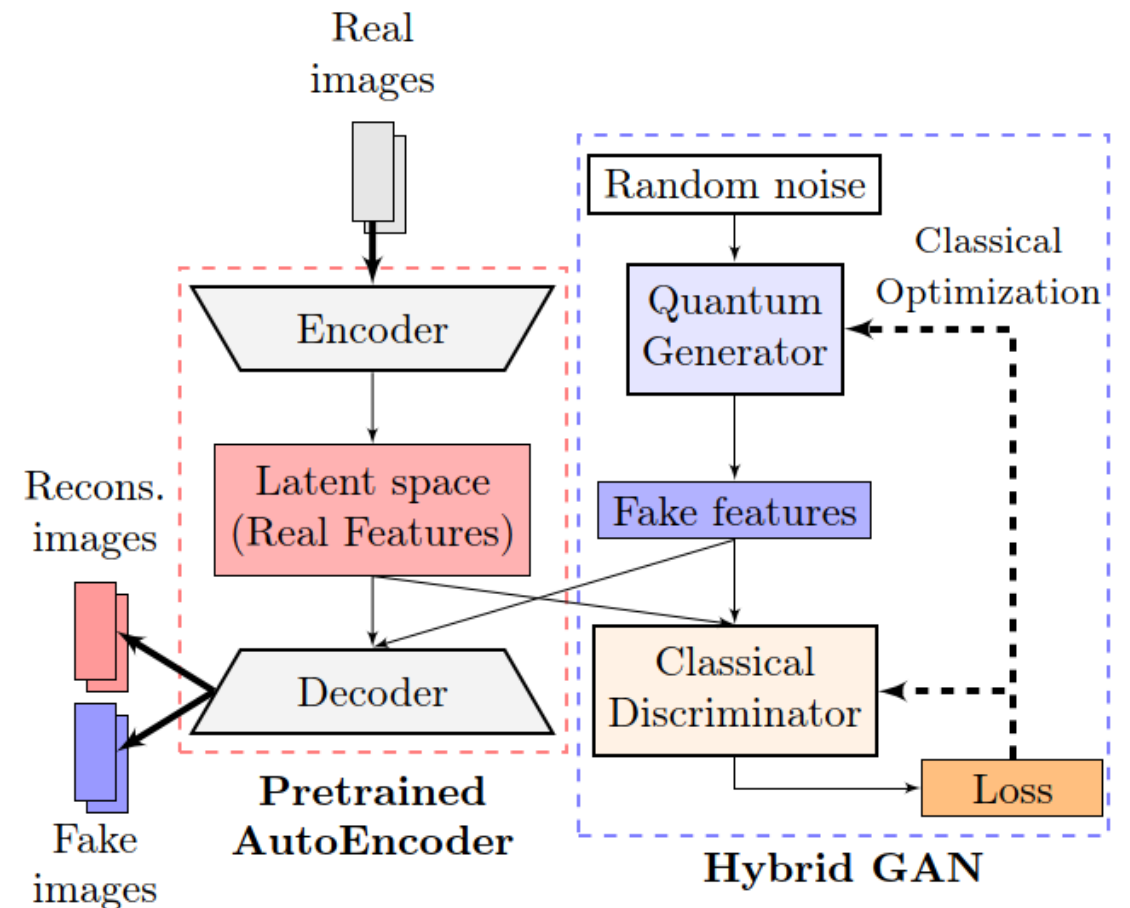 Real
images
Random noise
Classical
Optimization
Quantum
Generator
Encoder
Latent space
(Real Features)
Recons.
images
Fake features
Classical
Discriminator
Decoder
Loss
Pretrained
AutoEncoder
Fake
images
Hybrid GAN